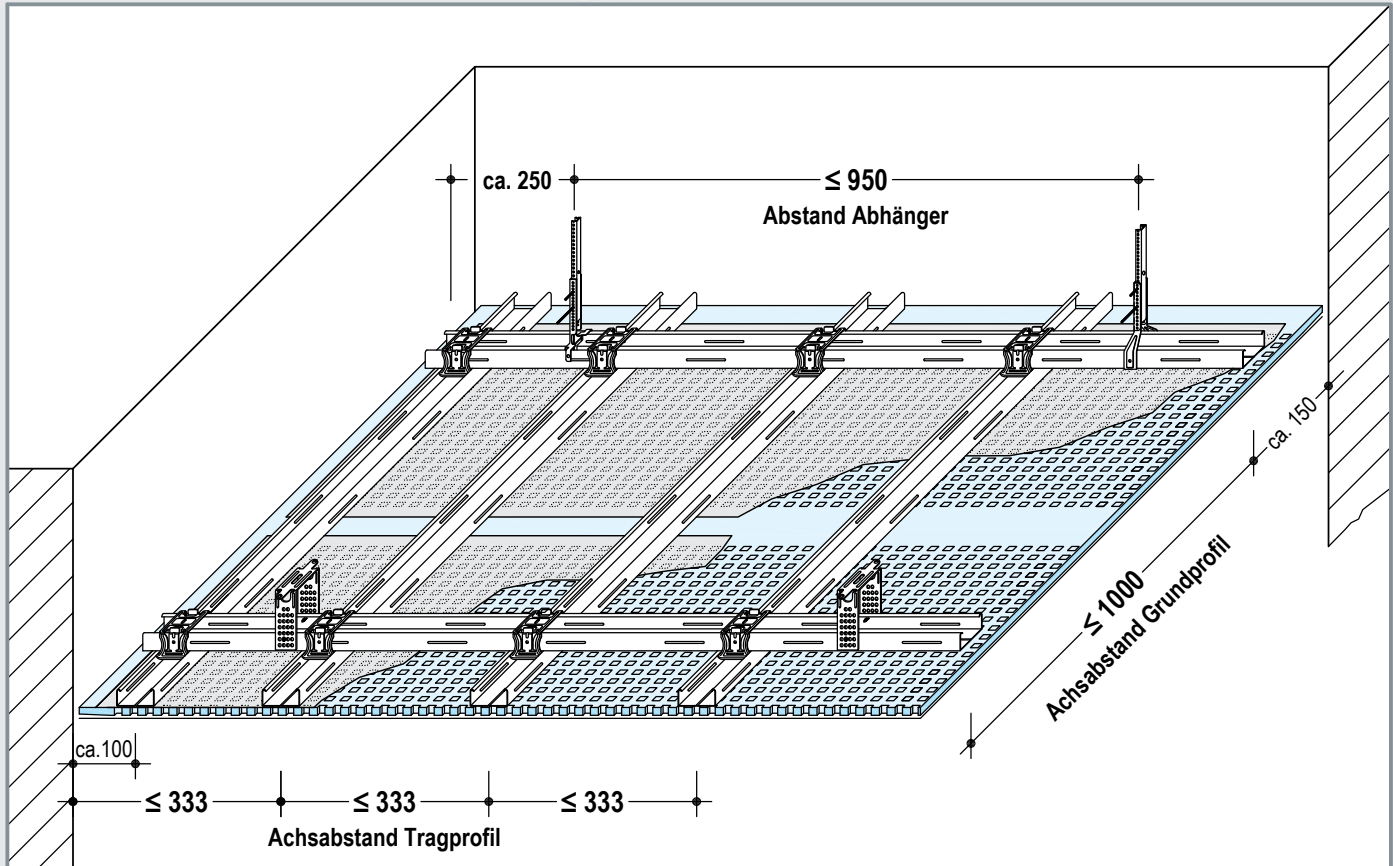 ca. 250
≤ 950
Abstand Abhänger
ca. 150
≤ 1000
Achsabstand Grundprofil
ca.100
≤ 333
≤ 333
≤ 333
Achsabstand Tragprofil